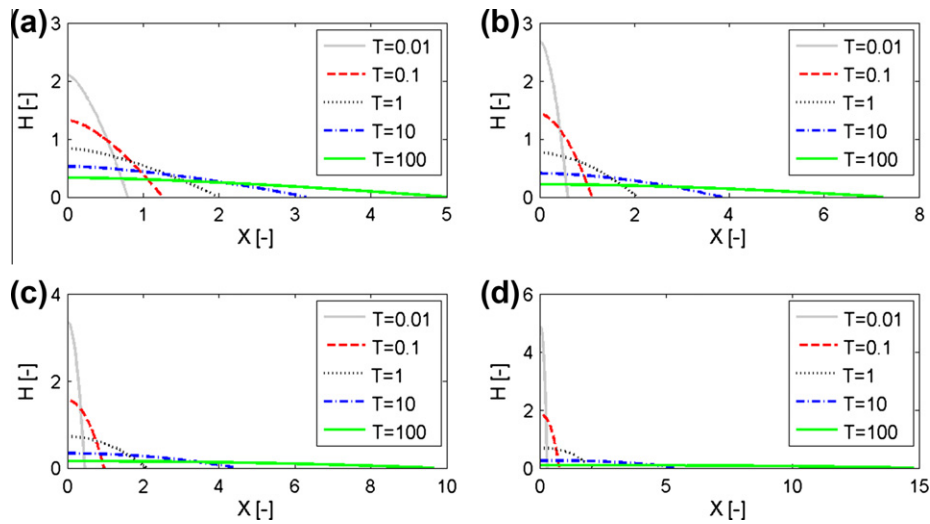 (a)
3
2
1
0
H [-]
0
1
2
3
4
5
X [-]
T=0.01
T=0.1
T=1
T=10
T=100
(b)
3
2
1
0
H [-]
0
2
4
6
8
X [-]
T=0.01
T=0.1
T=1
T=10
T=100
(c)
4
2
0
H [-]
0
2
4
6
8
10
X [-]
T=0.01
T=0.1
T=1
T=10
T=100
(d)
6
4
2
0
H [-]
0
5
10
15
X [-]
T=0.01
T=0.1
T=1
T=10
T=100